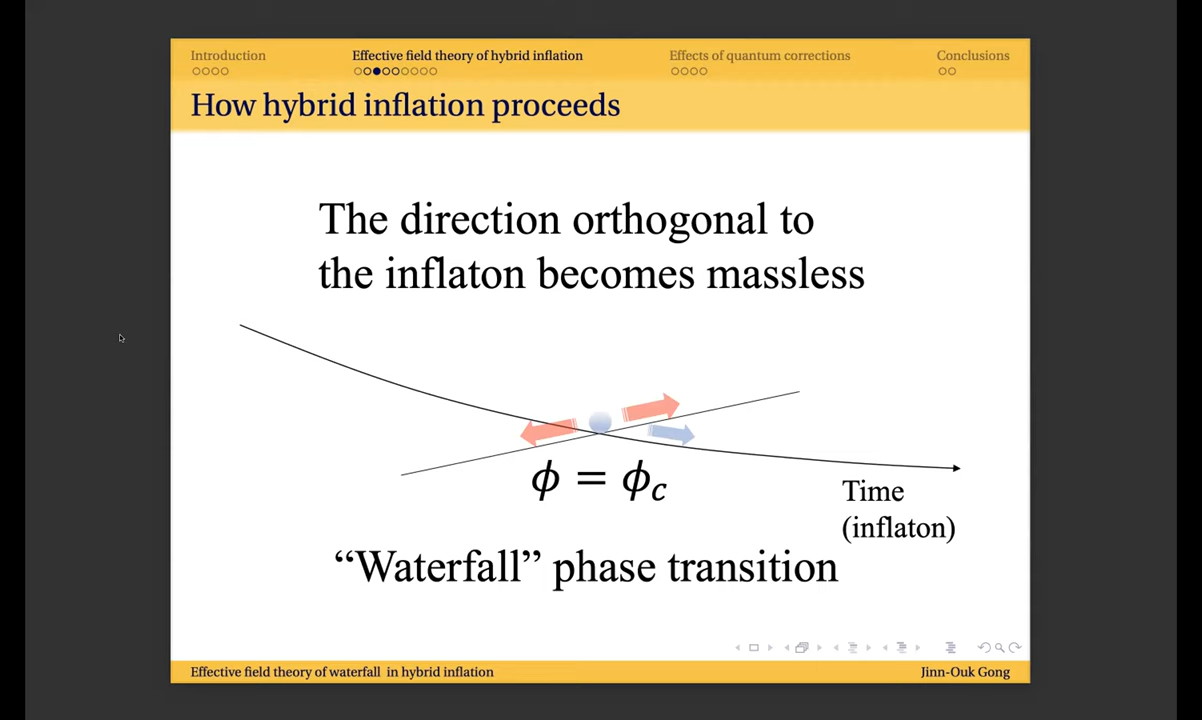 Introduction
Effective field theory of hybrid inflation
Effects of quantum corrections
Conclusions
How hybrid inflation proceeds
The direction orthogonal to
the inflaton becomes massless
ϕ = ϕc
Time
(inflaton)
“Waterfall” phase transition
Effective field theory of waterfall in hybrid inflation
Jinn-Ouk Gong